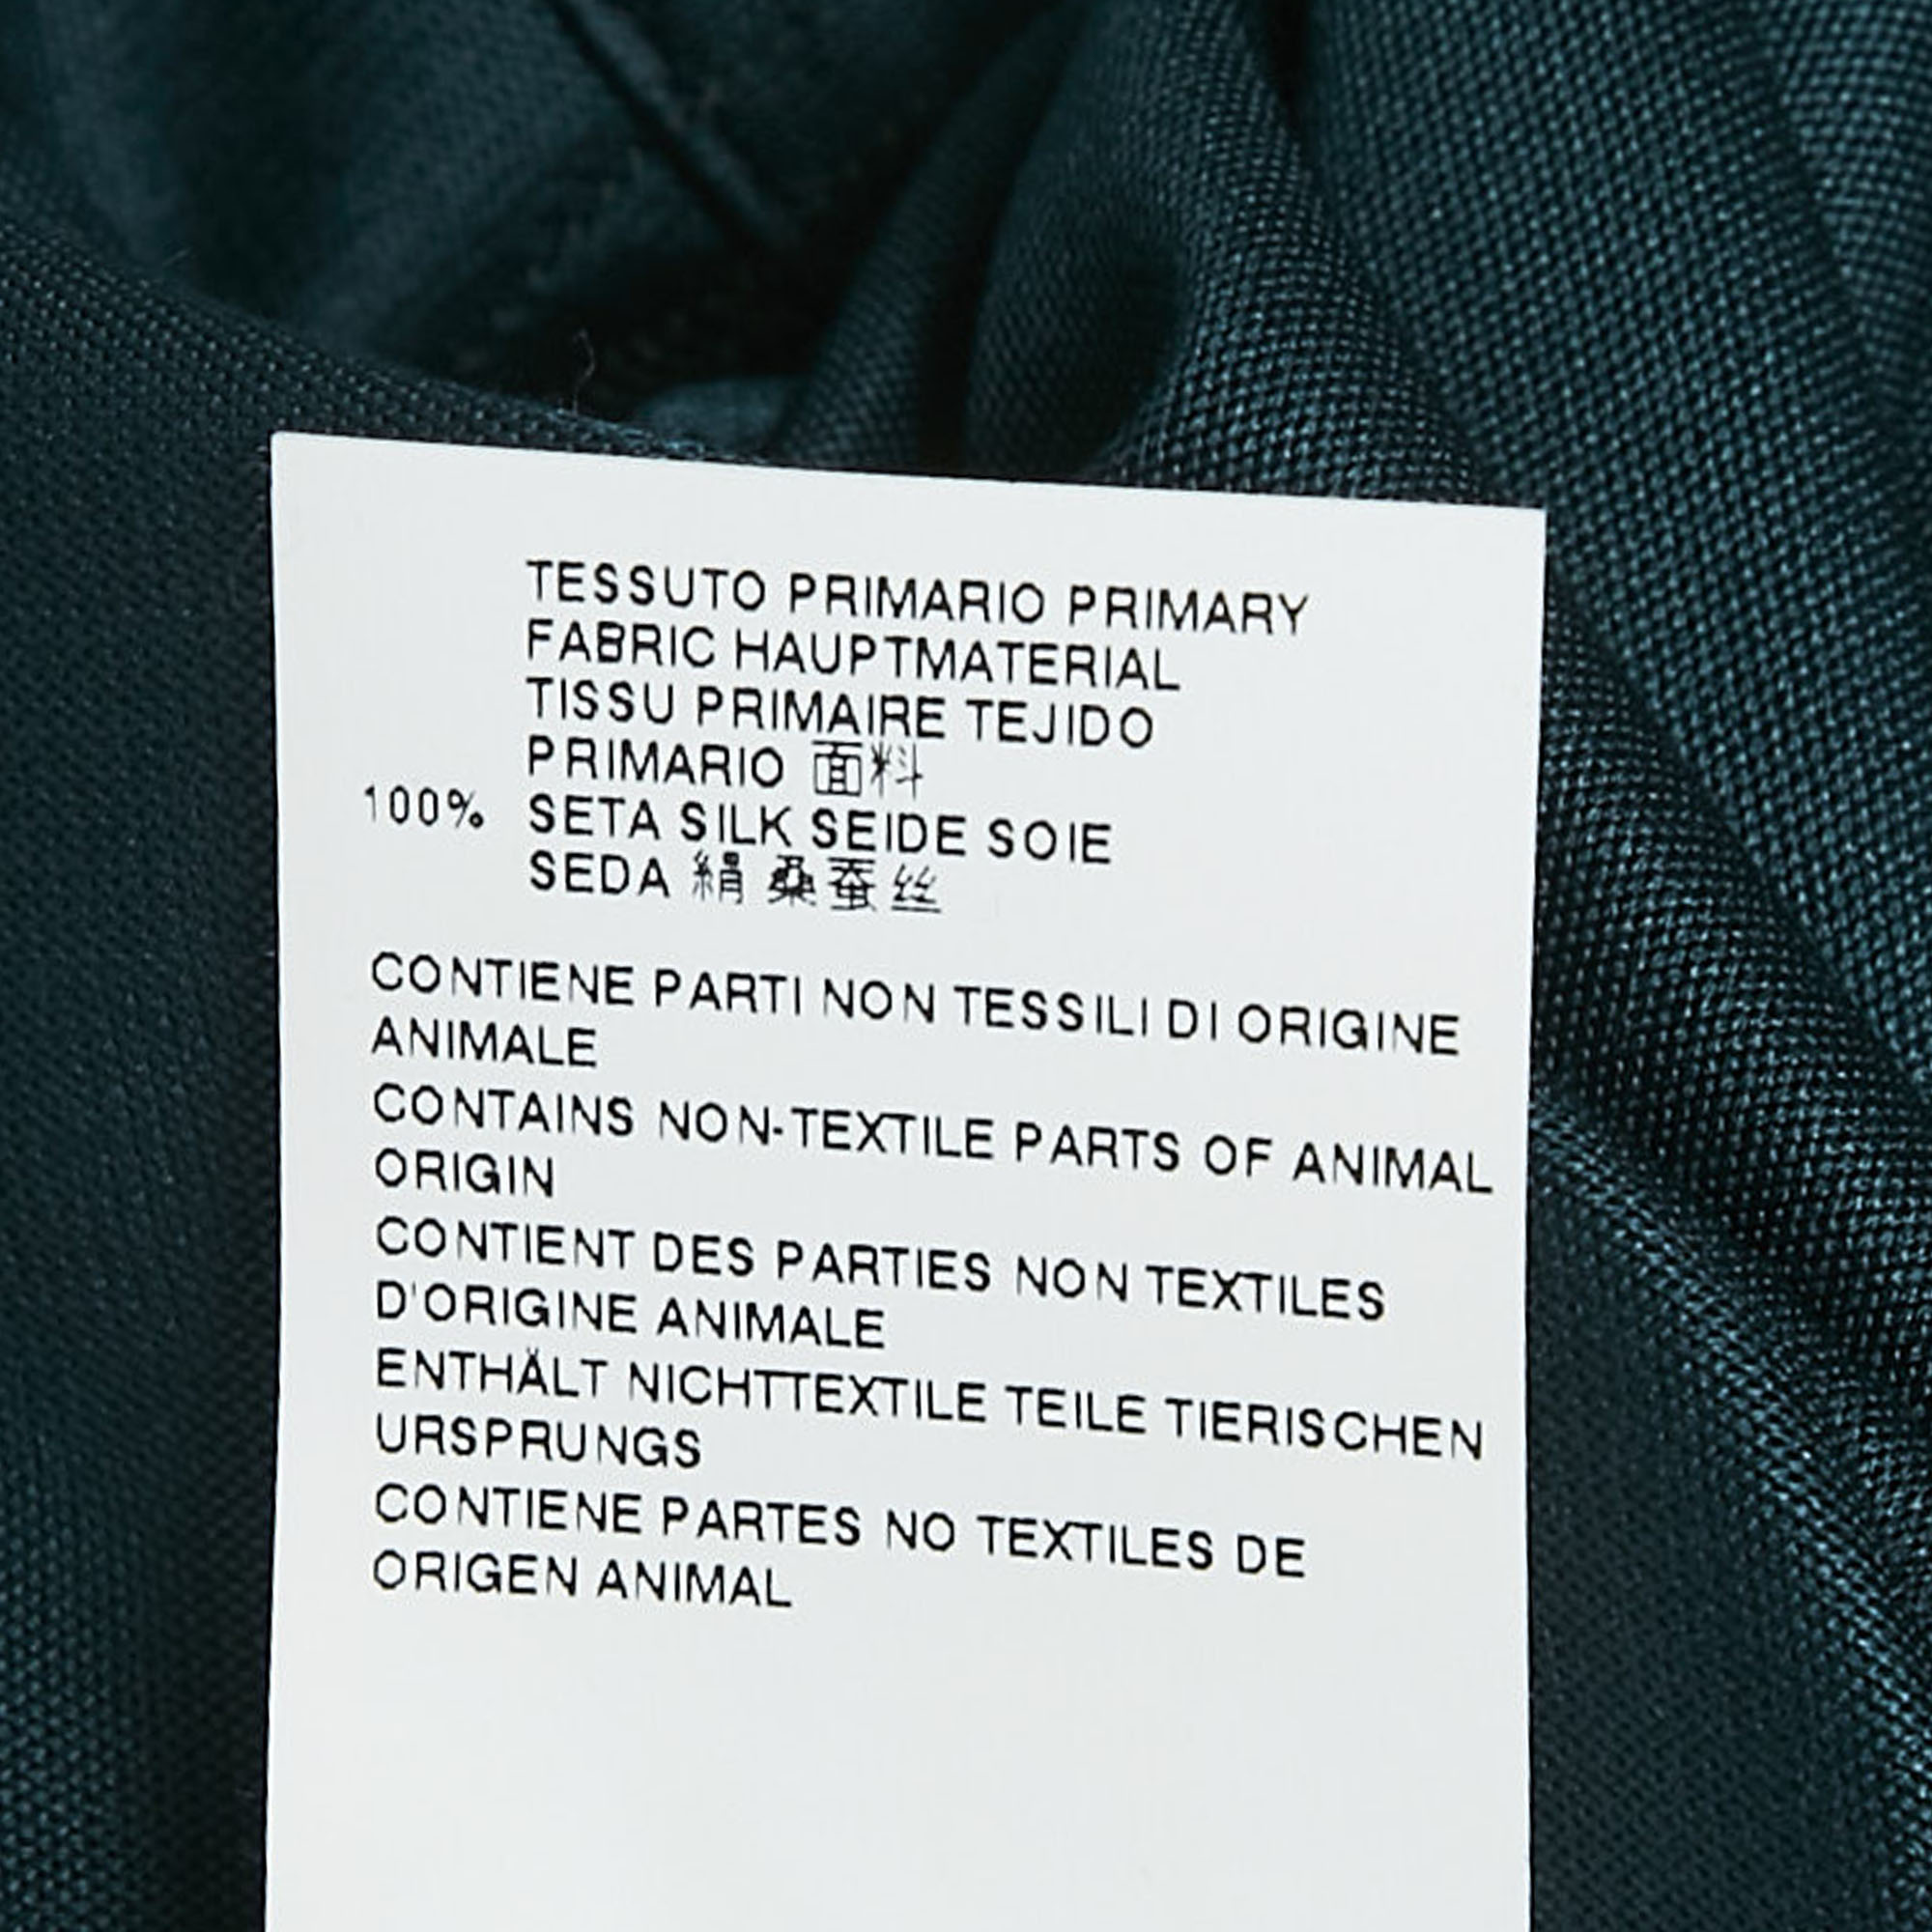 TESSUTO PRIMARIO PRIMARY
FABRIC HAUPTMATERIAL
TISSU PRIMAIRE TEJIDO
PRIMARIO 面料
100% SETA SILK SEIDE SOIE
SEDA 絹 桑蚕丝
CONTIENE PARTI NON TESSILI DI ORIGINE
ANIMALE
CONTAINS NON-TEXTILE PARTS OF ANIMAL
ORIGIN
CONTIENT DES PARTIES NON TEXTILES
D'ORIGINE ANIMALE
ENTHÄLT NICHTTEXTILE TEILE TIERISCHEN
URSPRUNGS
CONTIENE PARTES NO TEXTILES DE
ORIGEN ANIMAL